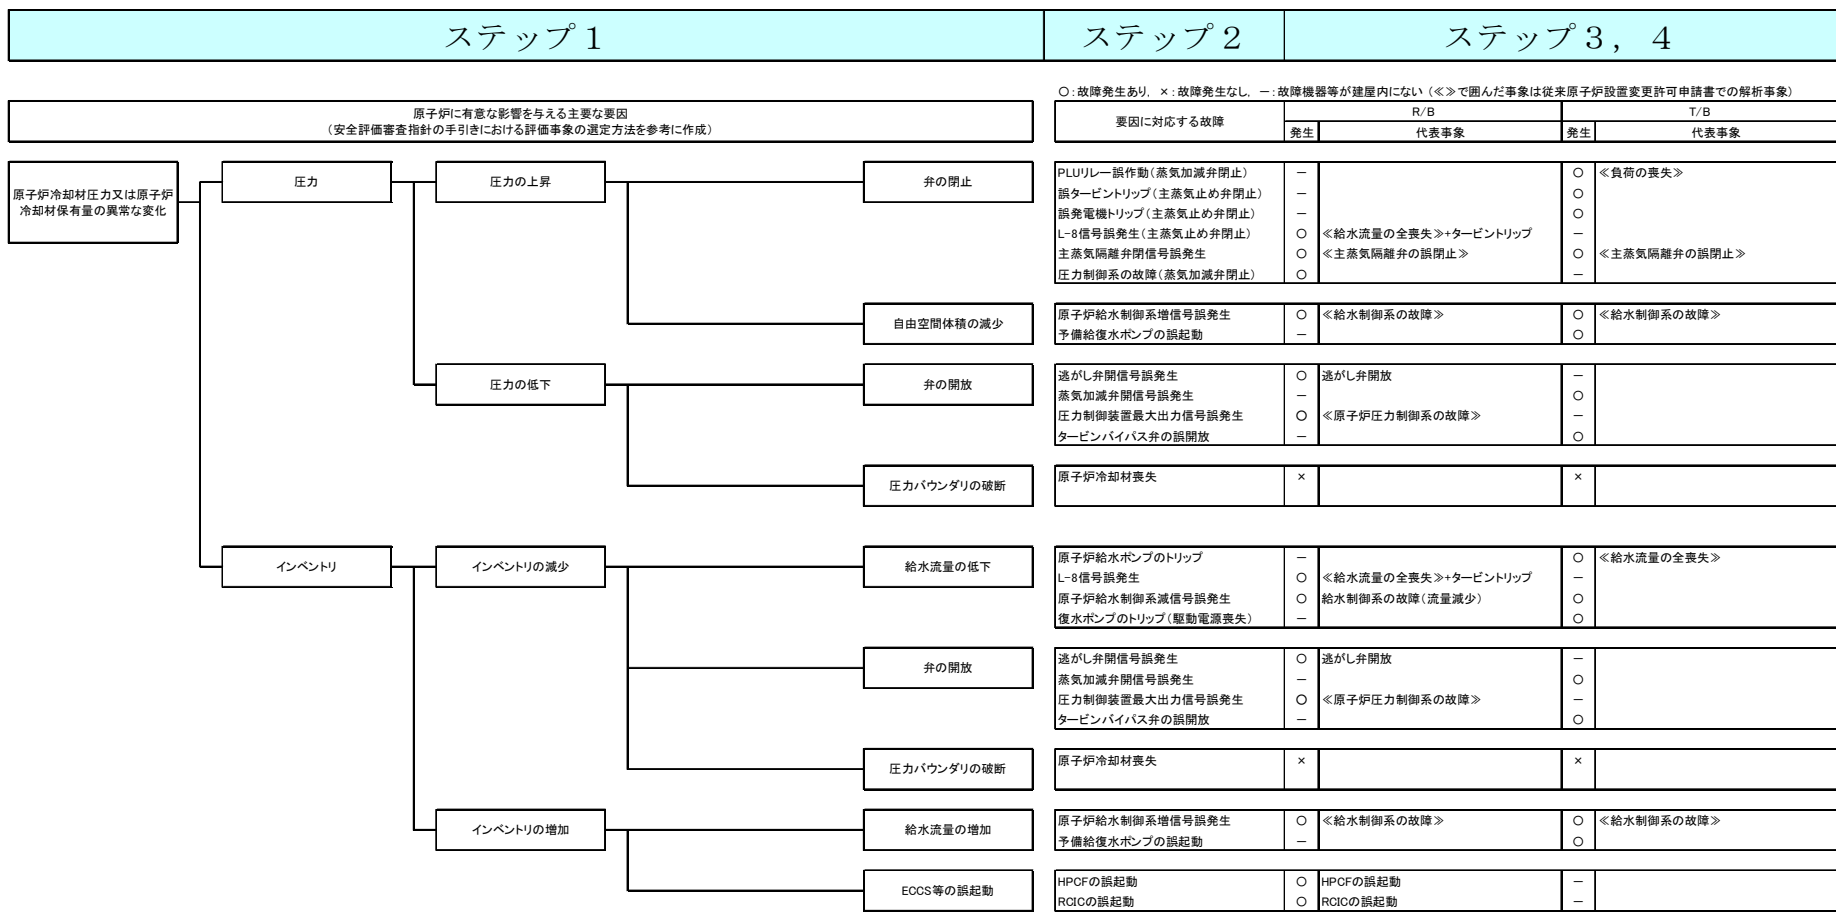 ステップ１
ステップ２
ステップ３，４
○：故障発生あり，×：故障発生なし，－：故障機器等が建屋内にない（≪≫で囲んだ事象は従来原子炉設置変更許可申請書での解析事象）
原子炉に有意な影響を与える主要な要因
（安全評価審査指針の手引きにおける評価事象の選定方法を参考に作成）
要因に対応する故障
R/B
T/B
発生
代表事象
発生
代表事象
原子炉冷却材圧力又は原子炉
冷却材保有量の異常な変化
圧力
圧力の上昇
弁の閉止
PLUリレー誤作動（蒸気加減弁閉止） － ○ ≪負荷の喪失≫
誤タービントリップ（主蒸気止め弁閉止） － ○
誤発電機トリップ（主蒸気止め弁閉止） － ○
L-8信号誤発生（主蒸気止め弁閉止） ○ ≪給水流量の全喪失≫+タービントリップ －
主蒸気隔離弁閉信号誤発生 ○ ≪主蒸気隔離弁の誤閉止≫ ○ ≪主蒸気隔離弁の誤閉止≫
圧力制御系の故障（蒸気加減弁閉止） ○ －
自由空間体積の減少
原子炉給水制御系増信号誤発生 ○ ≪給水制御系の故障≫ ○ ≪給水制御系の故障≫
予備給復水ポンプの誤起動 － ○
圧力の低下
弁の開放
逃がし弁開信号誤発生 ○ 逃がし弁開放 －
蒸気加減弁開信号誤発生 － ○
圧力制御装置最大出力信号誤発生 ○ ≪原子炉圧力制御系の故障≫ －
タービンバイパス弁の誤開放 － ○
圧力バウンダリの破断
原子炉冷却材喪失 × ×
インベントリ
インベントリの減少
給水流量の低下
原子炉給水ポンプのトリップ － ○ ≪給水流量の全喪失≫
L-8信号誤発生 ○ ≪給水流量の全喪失≫+タービントリップ －
原子炉給水制御系減信号誤発生 ○ 給水制御系の故障（流量減少） ○
復水ポンプのトリップ（駆動電源喪失） － ○
弁の開放
逃がし弁開信号誤発生 ○ 逃がし弁開放 －
蒸気加減弁開信号誤発生 － ○
圧力制御装置最大出力信号誤発生 ○ ≪原子炉圧力制御系の故障≫ －
タービンバイパス弁の誤開放 － ○
圧力バウンダリの破断
原子炉冷却材喪失 × ×
インベントリの増加
給水流量の増加
原子炉給水制御系増信号誤発生 ○ ≪給水制御系の故障≫ ○ ≪給水制御系の故障≫
予備給復水ポンプの誤起動 － ○
ECCS等の誤起動
HPCFの誤起動 ○ HPCFの誤起動 －
RCICの誤起動 ○ RCICの誤起動 －